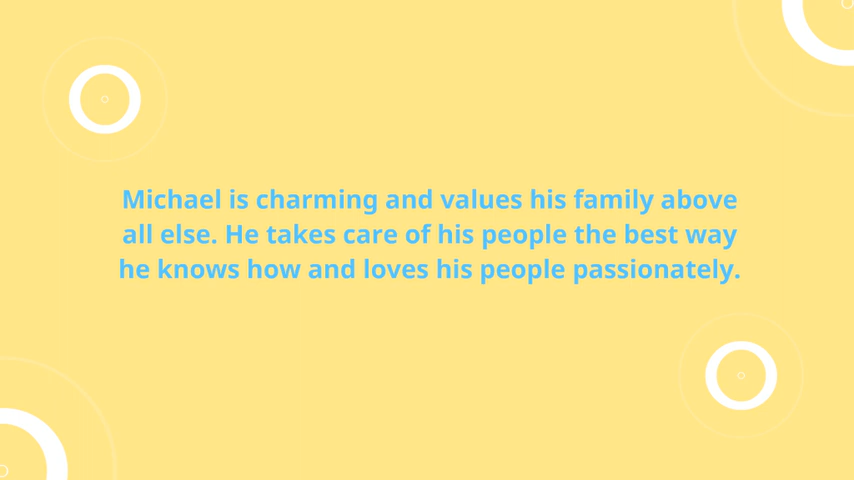 Michael is charming and values his family above
all else. He takes care of his people the best way
he knows how and loves his people passionately.